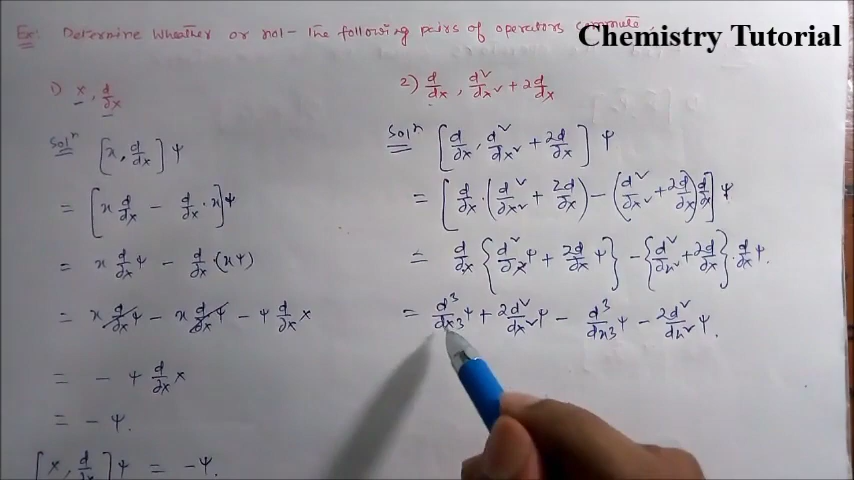 Ex: Determine wheather or not the following pairs of operators commute
Chemistry Tutorial
1) x, d/dx
Solⁿ [x, d/dx] ψ
= [x d/dx - d/dx · x] ψ
= x d/dx ψ - d/dx (xψ)
= x d/dx ψ - x d/dx ψ - ψ d/dx x
= - ψ d/dx x
= - ψ.
[x, d/dx] ψ = -ψ.
2) d/dx, d²/dx² + 2d/dx
Solⁿ [d/dx, d²/dx² + 2d/dx] ψ
= [d/dx · (d²/dx² + 2d/dx) - (d²/dx² + 2d/dx) d/dx] ψ
= d/dx {d²/dx² ψ + 2d/dx ψ} - {d²/dx² + 2d/dx} · d/dx ψ.
= d³/dx³ ψ + 2d²/dx² ψ - d³/dx³ ψ - 2d²/dx² ψ.